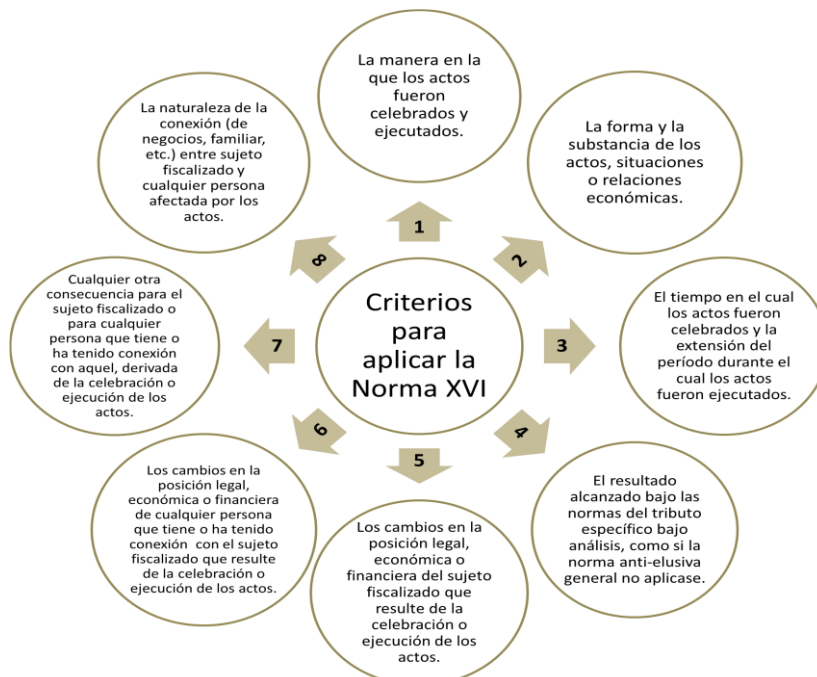 Criterios
para
aplicar la
Norma XVI
1
La manera en la
que los actos
fueron
celebrados y
ejecutados.
2
La forma y la
substancia de los
actos, situaciones
o relaciones
económicas.
3
El tiempo en el cual
los actos fueron
celebrados y la
extensión del
período durante el
cual los actos
fueron ejecutados.
4
El resultado
alcanzado bajo las
normas del tributo
específico bajo
análisis, como si la
norma anti-elusiva
general no aplicase.
5
Los cambios en la
posición legal,
económica o
financiera del sujeto
fiscalizado que
resulte de la
celebración o
ejecución de los
actos.
6
Los cambios en la
posición legal,
económica o financiera
de cualquier persona
que tiene o ha tenido
conexión con el sujeto
fiscalizado que resulte
de la celebración o
ejecución de los actos.
7
Cualquier otra
consecuencia para el
sujeto fiscalizado o
para cualquier
persona que tiene o
ha tenido conexión
con aquel, derivada
de la celebración o
ejecución de los
actos.
8
La naturaleza de la
conexión (de
negocios, familiar,
etc.) entre sujeto
fiscalizado y
cualquier persona
afectada por los
actos.